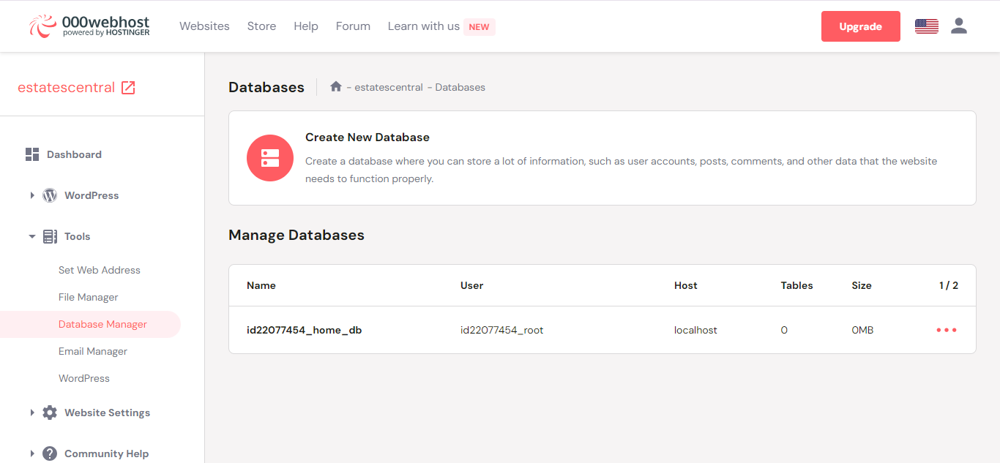 000webhost
powered by HOSTINGER
Websites
Store
Help
Forum
Learn with us NEW
Upgrade
estatescentral
Dashboard
WordPress
Tools
Set Web Address
File Manager
Database Manager
Email Manager
WordPress
Website Settings
Community Help
Databases
- estatescentral - Databases
Create New Database
Create a database where you can store a lot of information, such as user accounts, posts, comments, and other data that the website
needs to function properly.
Manage Databases
Name User Host Tables Size 1 / 2
id22077454_home_db id22077454_root localhost 0 0MB